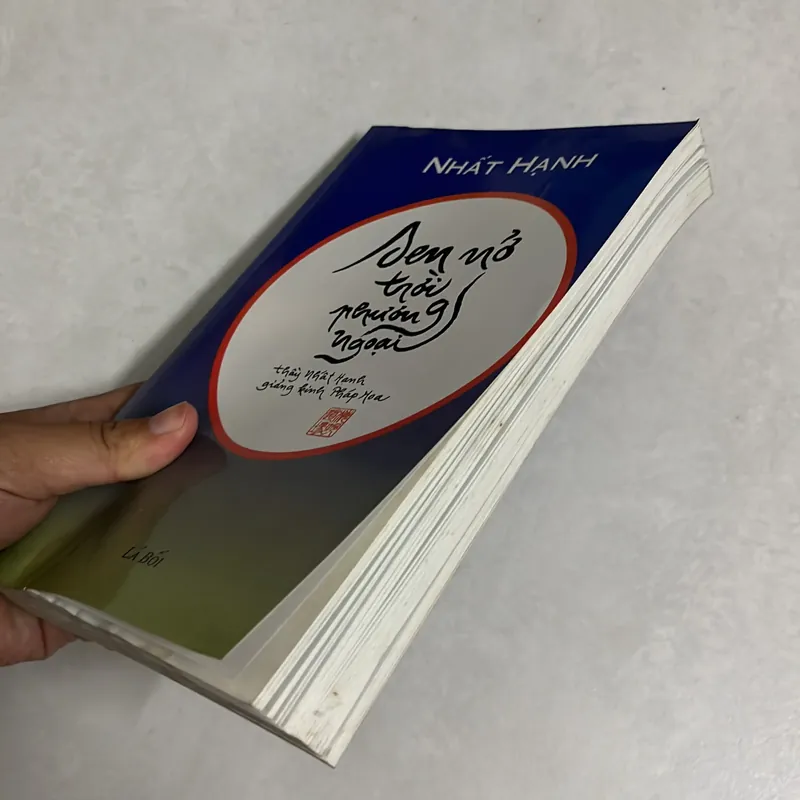 NHẤT HẠNH
Sen nở
trời
phương
ngoại
thầy Nhất Hạnh
giảng kinh Pháp Hoa
LÁ BỐI